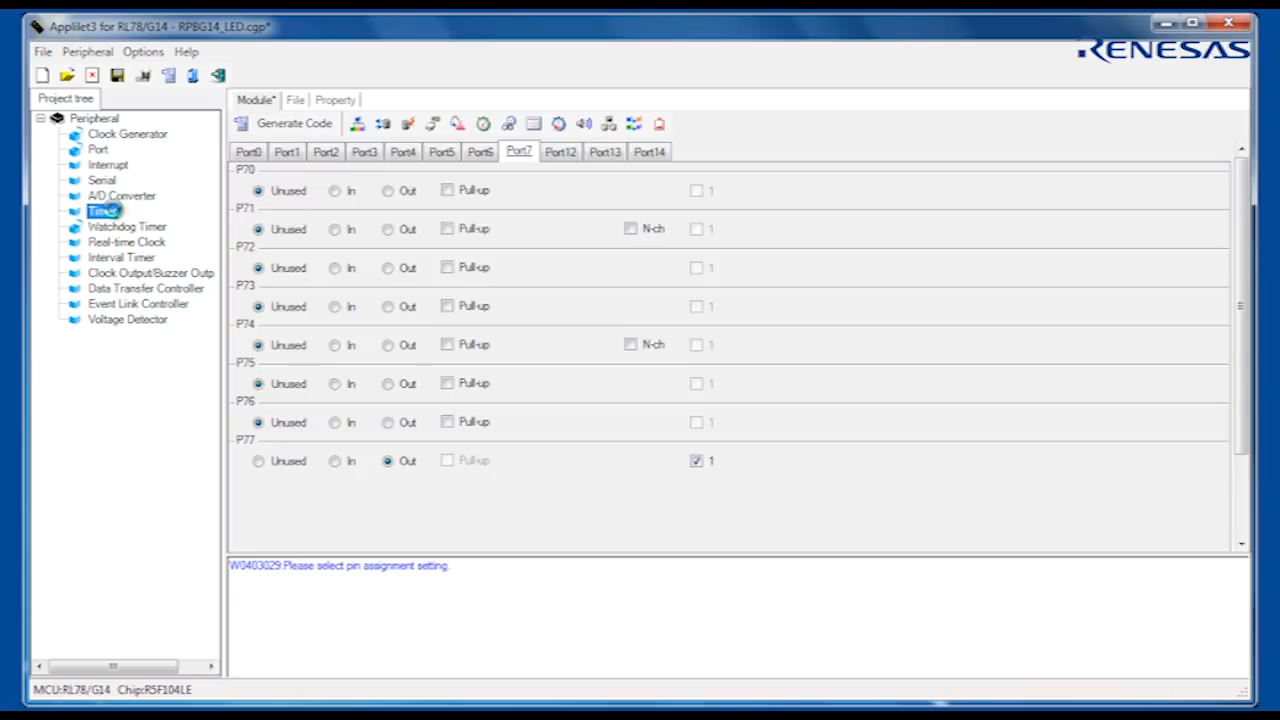 Applilet3 for RL78/G14 - RPBG14_LED.cgp*
File Peripheral Options Help
RENESAS
Project tree
Module* File Property
Peripheral
Clock Generator
Port
Interrupt
Serial
A/D Converter
Timer
Watchdog Timer
Real-time Clock
Interval Timer
Clock Output/Buzzer Outp
Data Transfer Controller
Event Link Controller
Voltage Detector
Generate Code
Port0 Port1 Port2 Port3 Port4 Port5 Port6 Port7 Port12 Port13 Port14
P70
Unused In Out Pull-up 1
P71
Unused In Out Pull-up N-ch 1
P72
Unused In Out Pull-up 1
P73
Unused In Out Pull-up 1
P74
Unused In Out Pull-up N-ch 1
P75
Unused In Out Pull-up 1
P76
Unused In Out Pull-up 1
P77
Unused In Out Pull-up 1
W0403029:Please select pin assignment setting.
MCU:RL78/G14 Chip:R5F104LE